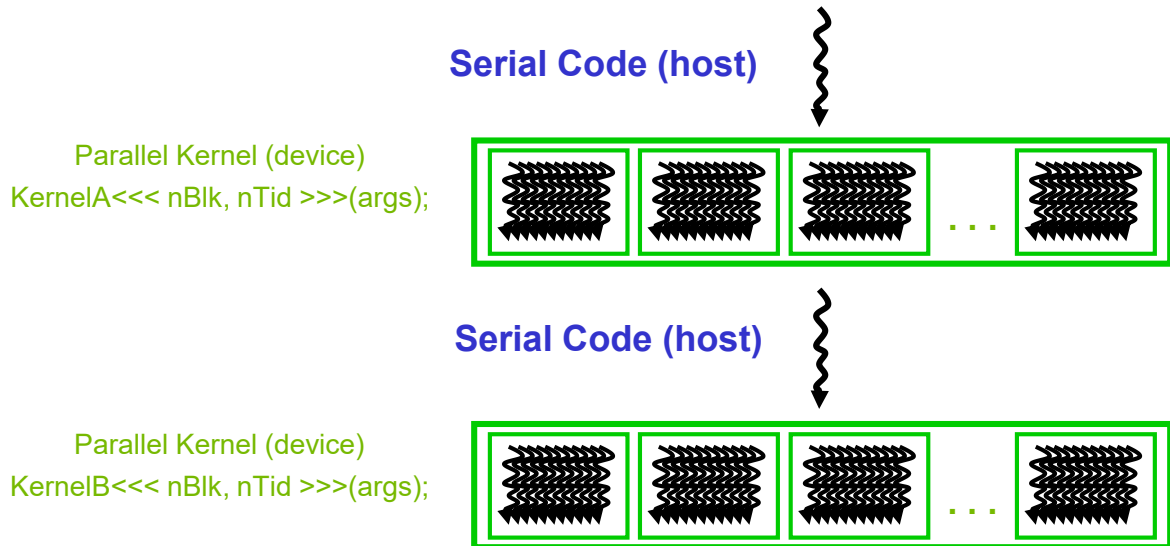 Serial Code (host)
Parallel Kernel (device)
KernelA<<< nBlk, nTid >>>(args);
. . .
Serial Code (host)
Parallel Kernel (device)
KernelB<<< nBlk, nTid >>>(args);
. . .